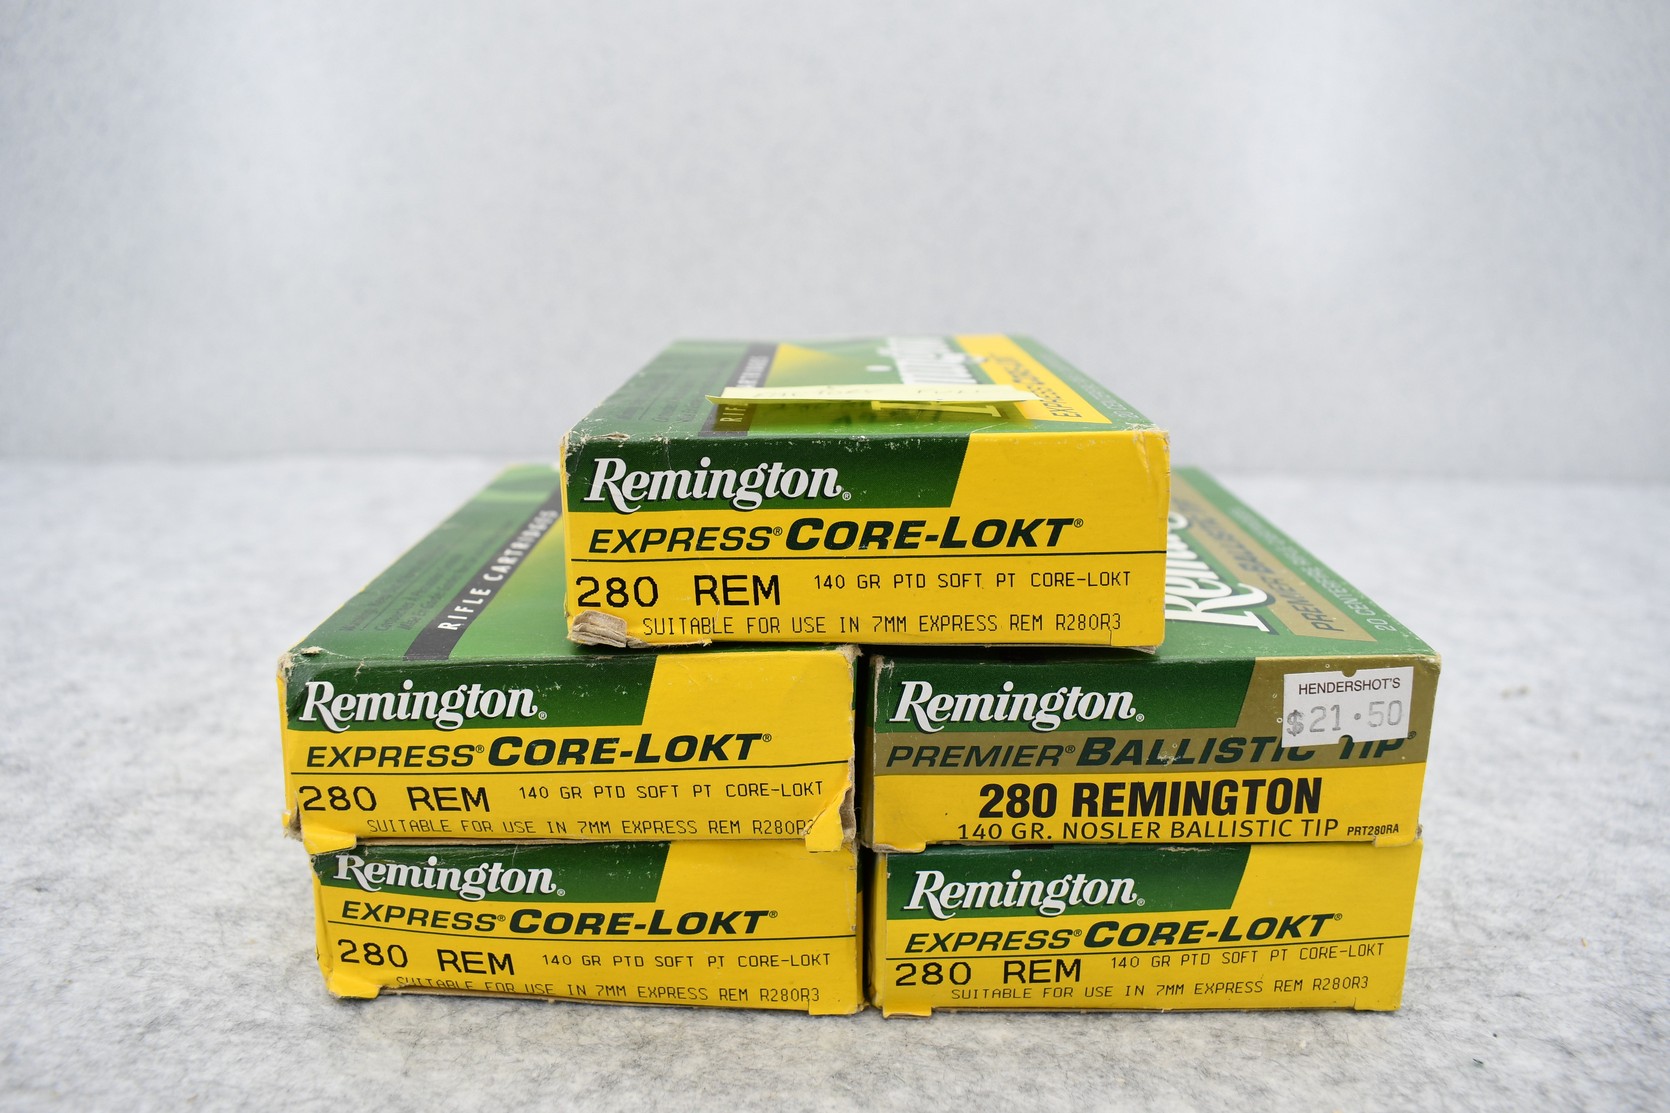 RIFLE CARTRIDGES
Remington®
EXPRESS® CORE-LOKT®
280 REM 140 GR PTD SOFT PT CORE-LOKT
SUITABLE FOR USE IN 7MM EXPRESS REM R280R3
Remington®
EXPRESS® CORE-LOKT®
280 REM 140 GR PTD SOFT PT CORE-LOKT
SUITABLE FOR USE IN 7MM EXPRESS REM R280R3
PREMIER BALLISTIC
Remington®
HENDERSHOT'S
$21.50
PREMIER® BALLISTIC TIP®
280 REMINGTON
140 GR. NOSLER BALLISTIC TIP PRT280RA
Remington®
EXPRESS® CORE-LOKT®
280 REM 140 GR PTD SOFT PT CORE-LOKT
SUITABLE FOR USE IN 7MM EXPRESS REM R280R3
Remington®
EXPRESS® CORE-LOKT®
280 REM 140 GR PTD SOFT PT CORE-LOKT
SUITABLE FOR USE IN 7MM EXPRESS REM R280R3